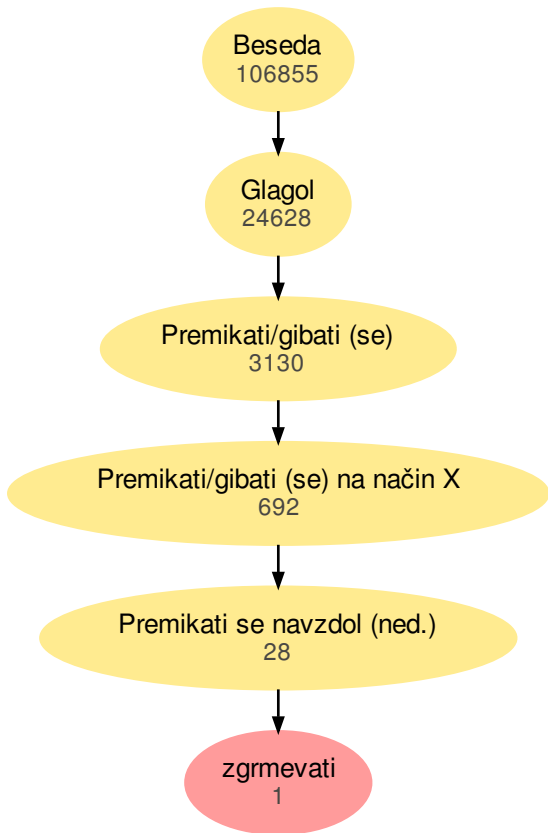 Beseda
106855
Glagol
24628
Premikati/gibati (se)
3130
Premikati/gibati (se) na način X
692
Premikati se navzdol (ned.)
28
zgrmevati
1